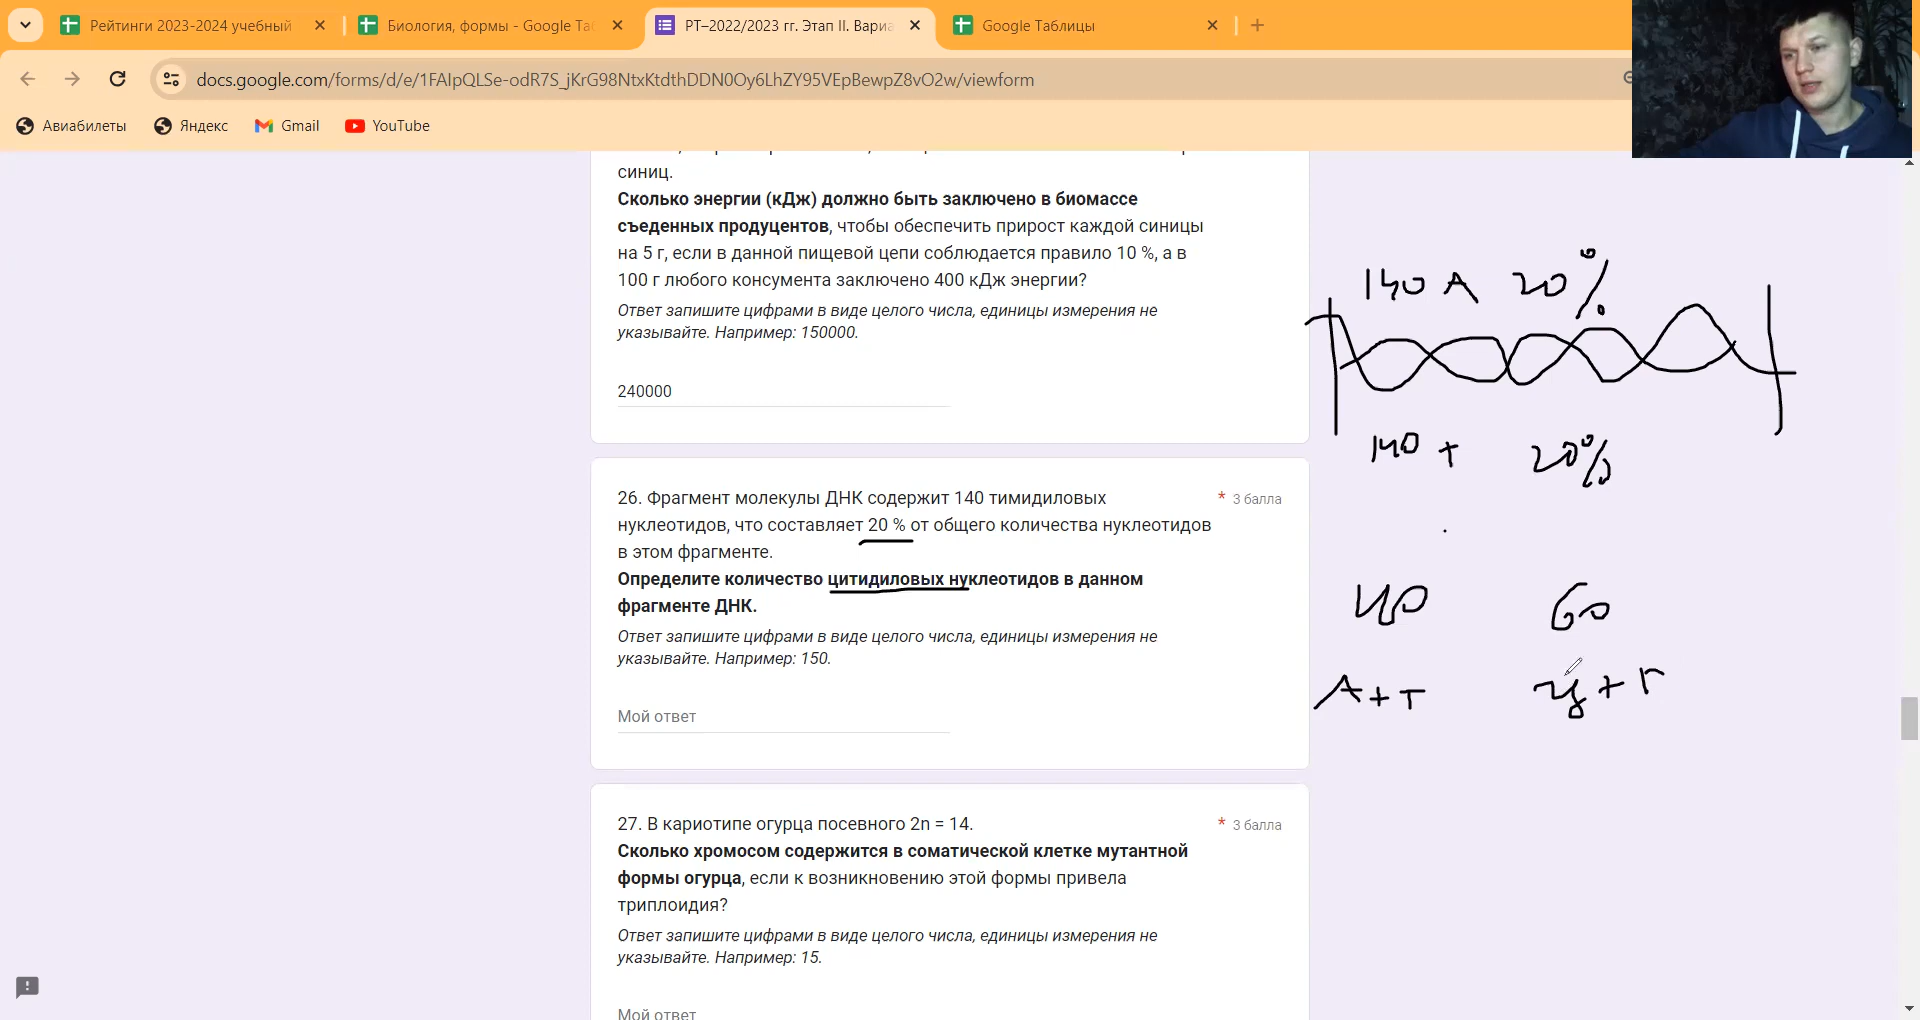 Рейтинги 2023-2024 учебный
Биология, формы - Google Та
РТ–2022/2023 гг. Этап II. Вариа
Google Таблицы
docs.google.com/forms/d/e/1FAIpQLSe-odR7S_jKrG98NtxKtdthDDN0Oy6LhZY95VEpBewpZ8vO2w/viewform
Авиабилеты
Яндекс
Gmail
YouTube
синиц.
Сколько энергии (кДж) должно быть заключено в биомассе
съеденных продуцентов, чтобы обеспечить прирост каждой синицы
на 5 г, если в данной пищевой цепи соблюдается правило 10 %, а в
100 г любого консумента заключено 400 кДж энергии?
Ответ запишите цифрами в виде целого числа, единицы измерения не
указывайте. Например: 150000.
240000
26. Фрагмент молекулы ДНК содержит 140 тимидиловых
нуклеотидов, что составляет 20 % от общего количества нуклеотидов
в этом фрагменте.
* 3 балла
Определите количество цитидиловых нуклеотидов в данном
фрагменте ДНК.
Ответ запишите цифрами в виде целого числа, единицы измерения не
указывайте. Например: 150.
Мой ответ
27. В кариотипе огурца посевного 2n = 14.
* 3 балла
Сколько хромосом содержится в соматической клетке мутантной
формы огурца, если к возникновению этой формы привела
триплоидия?
Ответ запишите цифрами в виде целого числа, единицы измерения не
указывайте. Например: 15.
Мой ответ
140 А 20%
140 т 20%
40 60
А+т ц+г